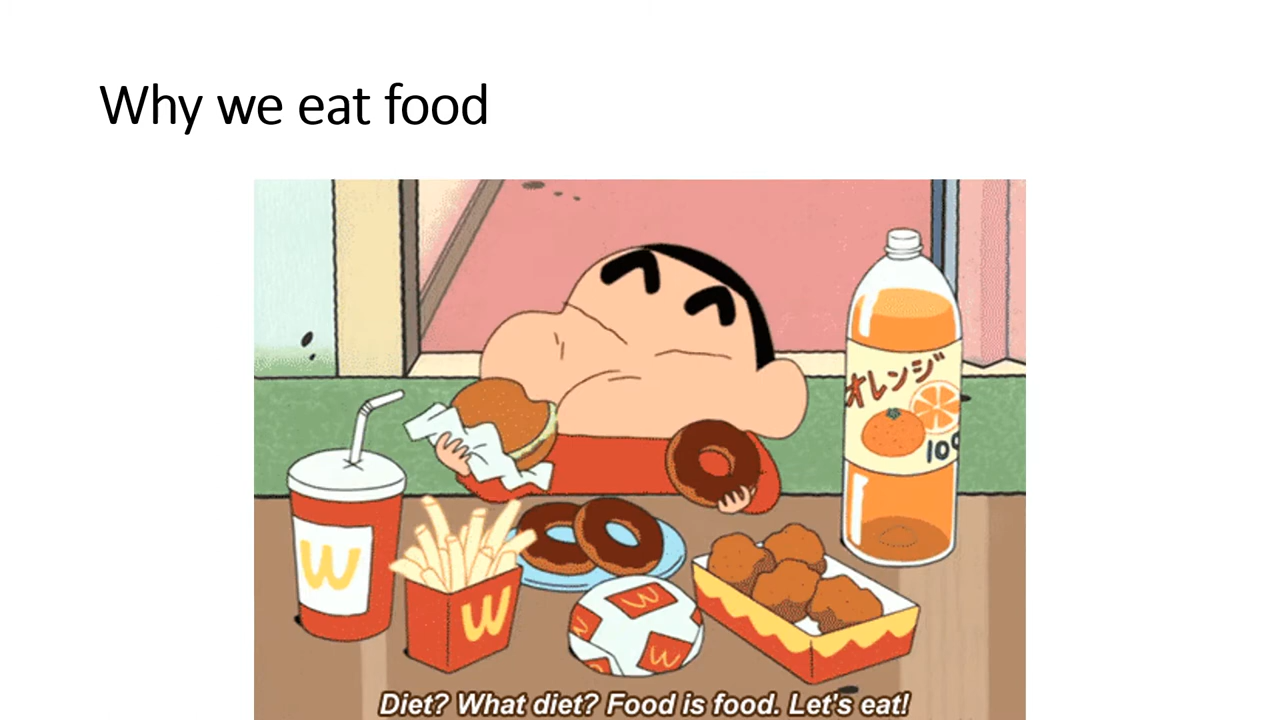 Why we eat food
オレンジ
100
W
W
W
W
Diet? What diet? Food is food. Let's eat!